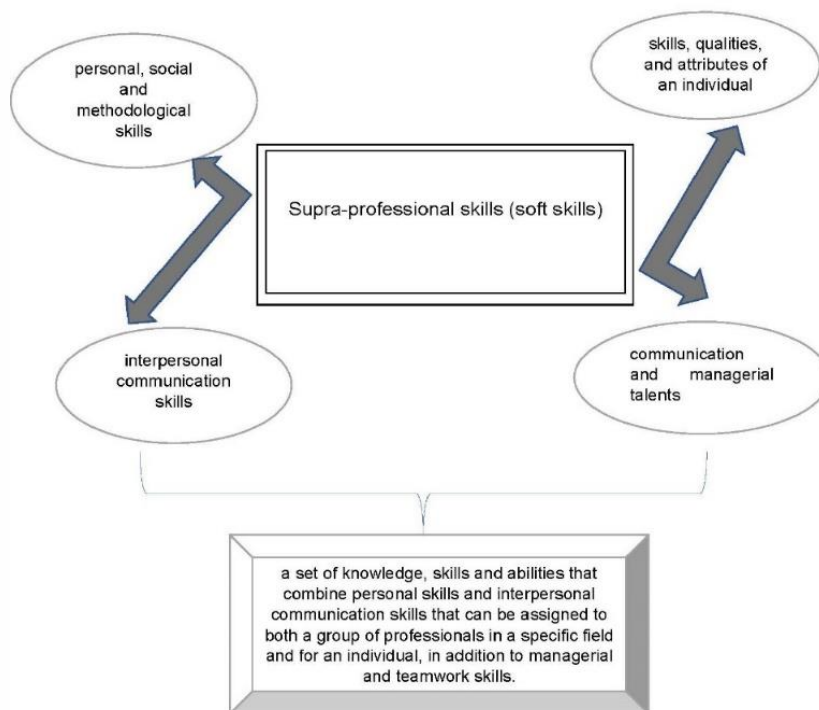 personal, social
and
methodological
skills
skills, qualities,
and attributes of
an individual
Supra-professional skills (soft skills)
interpersonal
communication
skills
communication
and managerial
talents
a set of knowledge, skills and abilities that
combine personal skills and interpersonal
communication skills that can be assigned to
both a group of professionals in a specific field
and for an individual, in addition to managerial
and teamwork skills.